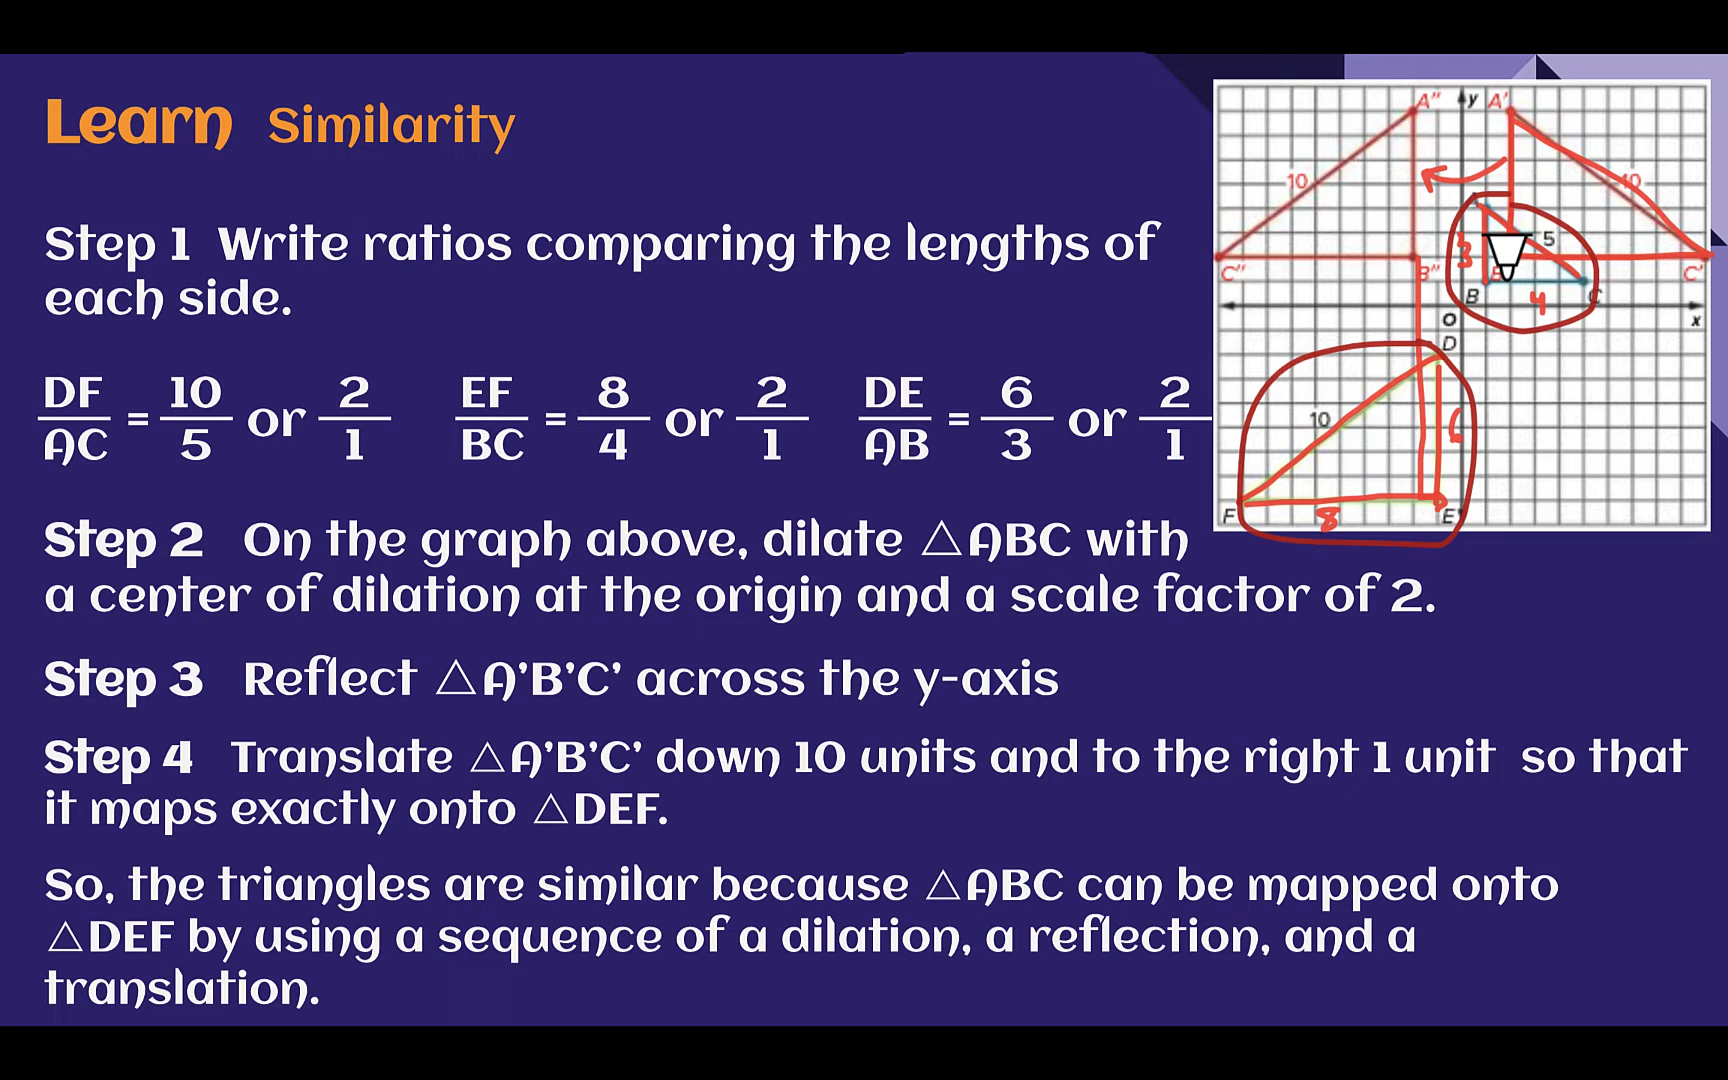 Learn Similarity
Step 1 Write ratios comparing the lengths of
each side.
DF/AC = 10/5 or 2/1 EF/BC = 8/4 or 2/1 DE/AB = 6/3 or 2/1
Step 2 On the graph above, dilate △ABC with
a center of dilation at the origin and a scale factor of 2.
Step 3 Reflect △A'B'C' across the y-axis
Step 4 Translate △A'B'C' down 10 units and to the right 1 unit so that
it maps exactly onto △DEF.
So, the triangles are similar because △ABC can be mapped onto
△DEF by using a sequence of a dilation, a reflection, and a
translation.
A'' y A'
10 10
3 5
C'' B'' C'
B 4 C
O x
D
10 6
F 8 E